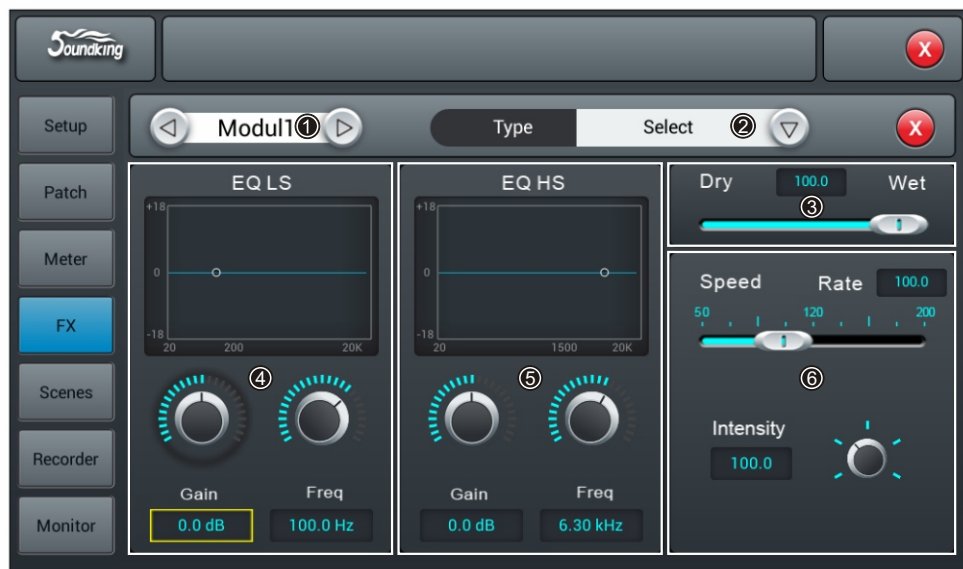 Soundking
X
Setup
Patch
Meter
FX
Scenes
Recorder
Monitor
Modul1 ①
Type Select ②
X
EQ LS
+18
0
-18
20 200 20K
④
Gain Freq
0.0 dB 100.0 Hz
EQ HS
+18
0
-18
20 1500 20K
⑤
Gain Freq
0.0 dB 6.30 kHz
Dry 100.0 Wet
③
Speed Rate 100.0
50 120 200
⑥
Intensity
100.0